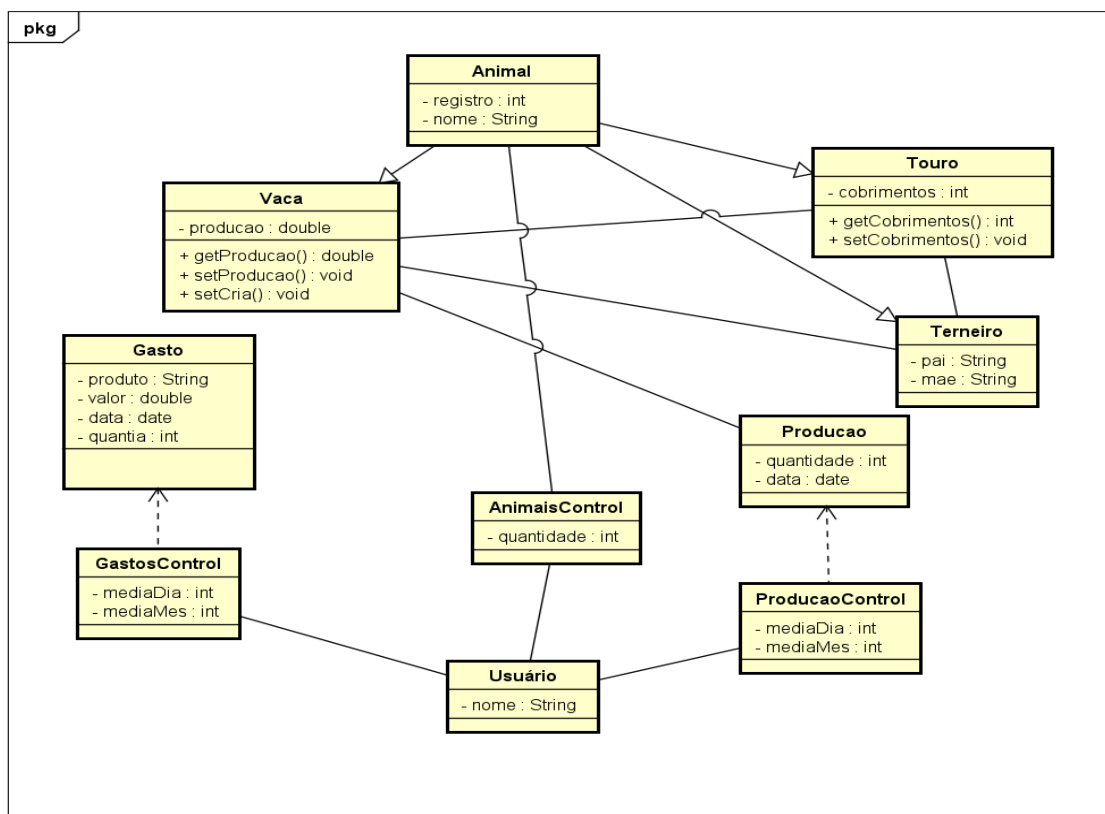 pkg
Animal
- registro : int
- nome : String
Touro
- cobrimentos : int
+ getCobrimentos() : int
+ setCobrimentos() : void
Vaca
- producao : double
+ getProducao() : double
+ setProducao() : void
+ setCria() : void
Terneiro
- pai : String
- mae : String
Gasto
- produto : String
- valor : double
- data : date
- quantia : int
Producao
- quantidade : int
- data : date
AnimaisControl
- quantidade : int
GastosControl
- mediaDia : int
- mediaMes : int
ProducaoControl
- mediaDia : int
- mediaMes : int
Usuário
- nome : String